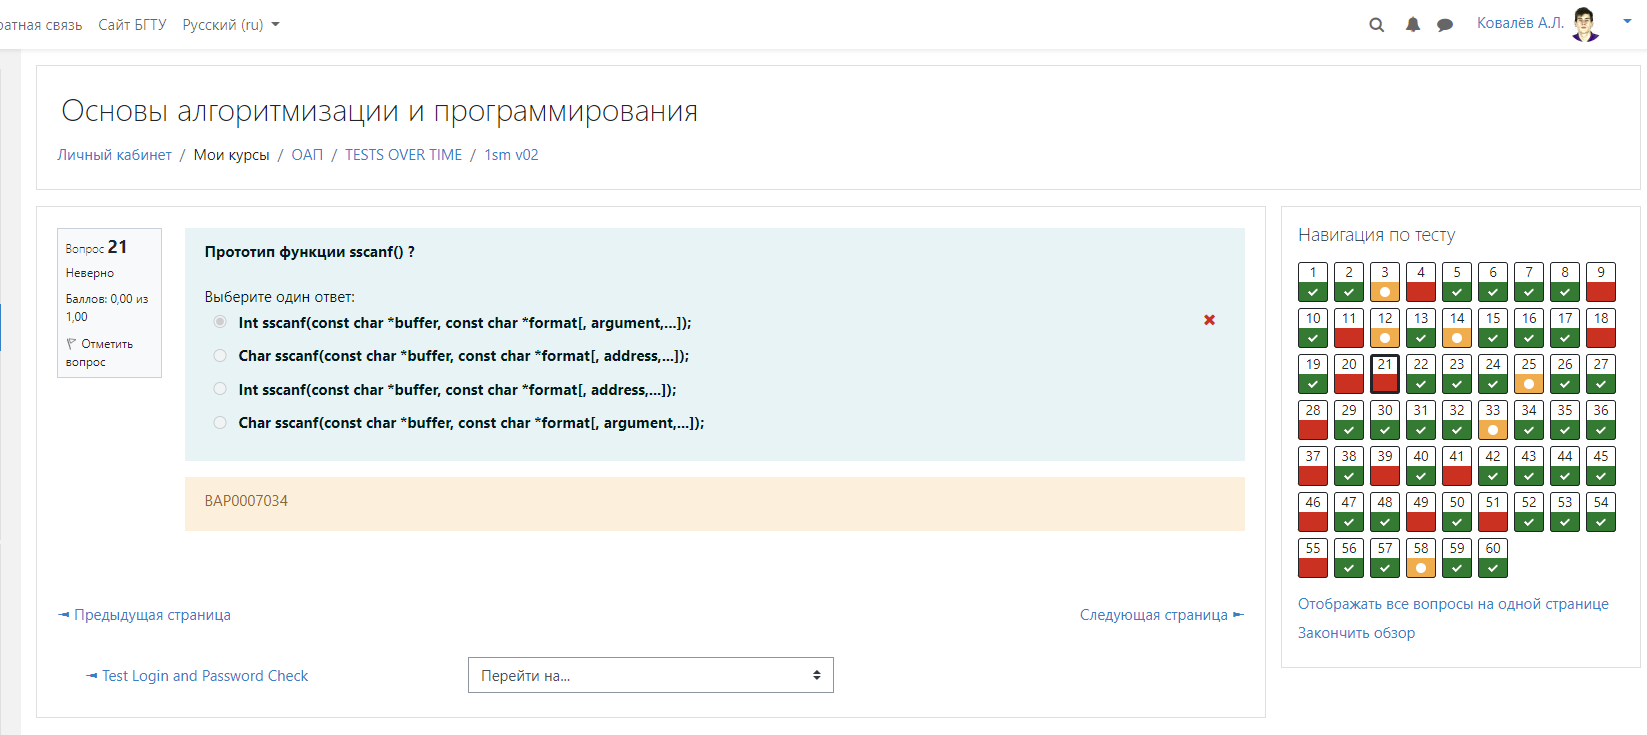 ратная связь Сайт БГТУ Русский (ru) Ковалёв А.Л.
Основы алгоритмизации и программирования
Личный кабинет / Мои курсы / ОАП / TESTS OVER TIME / 1sm v02
Вопрос 21
Неверно
Баллов: 0,00 из
1,00
Отметить
вопрос
Прототип функции sscanf() ?
Выберите один ответ:
Int sscanf(const char *buffer, const char *format[, argument,...]);
Char sscanf(const char *buffer, const char *format[, address,...]);
Int sscanf(const char *buffer, const char *format[, address,...]);
Char sscanf(const char *buffer, const char *format[, argument,...]);
BAP0007034
◄ Предыдущая страница
Следующая страница ►
◄ Test Login and Password Check
Перейти на...
Навигация по тесту
1 2 3 4 5 6 7 8 9
10 11 12 13 14 15 16 17 18
19 20 21 22 23 24 25 26 27
28 29 30 31 32 33 34 35 36
37 38 39 40 41 42 43 44 45
46 47 48 49 50 51 52 53 54
55 56 57 58 59 60
Отображать все вопросы на одной странице
Закончить обзор